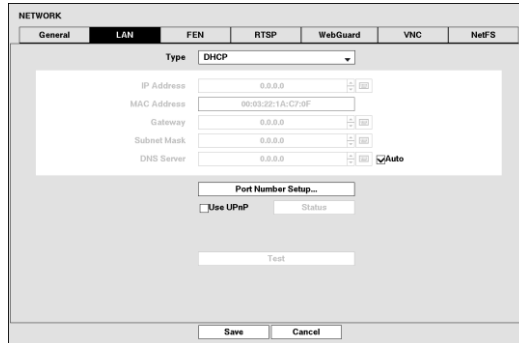 NETWORK
General LAN FEN RTSP WebGuard VNC NetFS
Type DHCP
IP Address 0.0.0.0
MAC Address 00:03:22:1A:C7:0F
Gateway 0.0.0.0
Subnet Mask 0.0.0.0
DNS Server 0.0.0.0 Auto
Port Number Setup...
Use UPnP Status
Test
Save Cancel